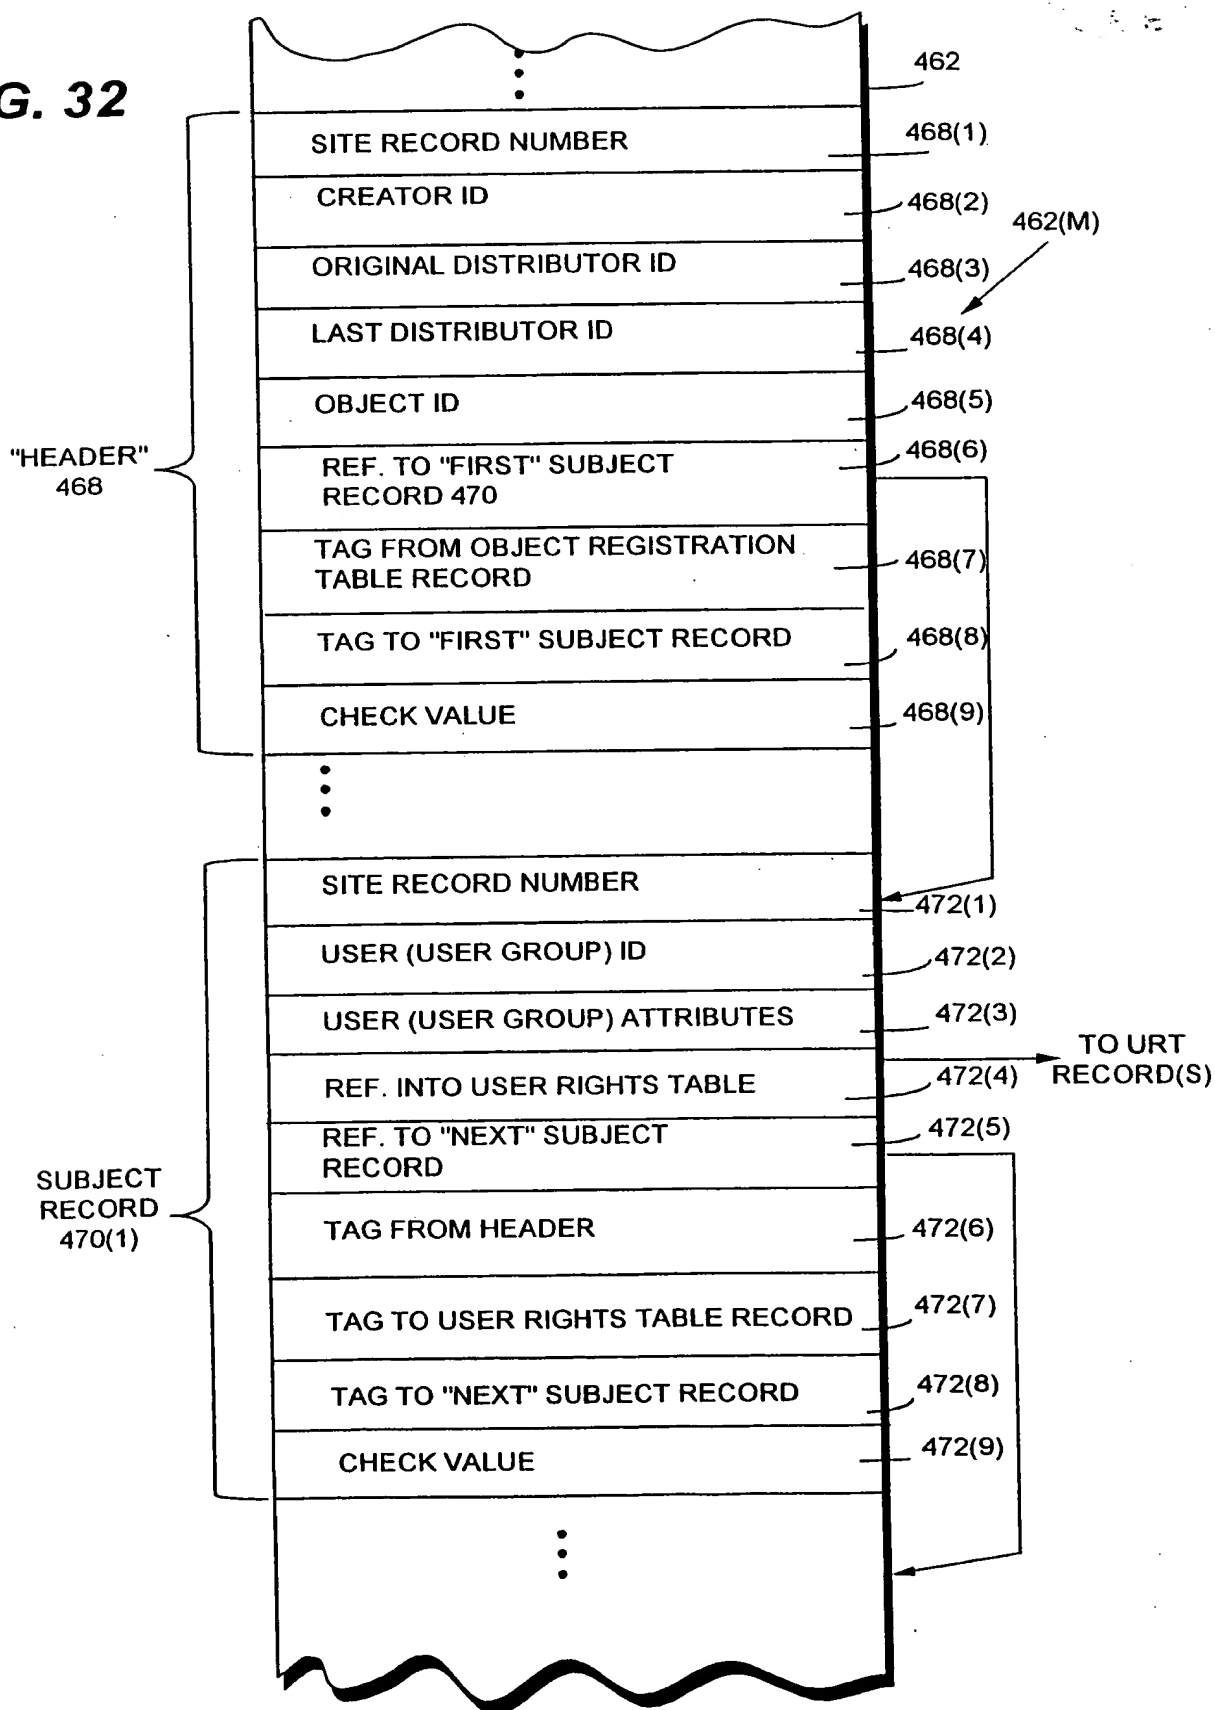 G. 32
462
SITE RECORD NUMBER
468(1)
CREATOR ID
468(2)
462(M)
ORIGINAL DISTRIBUTOR ID
468(3)
LAST DISTRIBUTOR ID
468(4)
OBJECT ID
468(5)
"HEADER"
468
REF. TO "FIRST" SUBJECT
RECORD 470
468(6)
TAG FROM OBJECT REGISTRATION
TABLE RECORD
468(7)
TAG TO "FIRST" SUBJECT RECORD
468(8)
CHECK VALUE
468(9)
SITE RECORD NUMBER
472(1)
USER (USER GROUP) ID
472(2)
USER (USER GROUP) ATTRIBUTES
472(3)
TO URT
RECORD(S)
REF. INTO USER RIGHTS TABLE
472(4)
REF. TO "NEXT" SUBJECT
RECORD
472(5)
SUBJECT
RECORD
470(1)
TAG FROM HEADER
472(6)
TAG TO USER RIGHTS TABLE RECORD
472(7)
TAG TO "NEXT" SUBJECT RECORD
472(8)
CHECK VALUE
472(9)